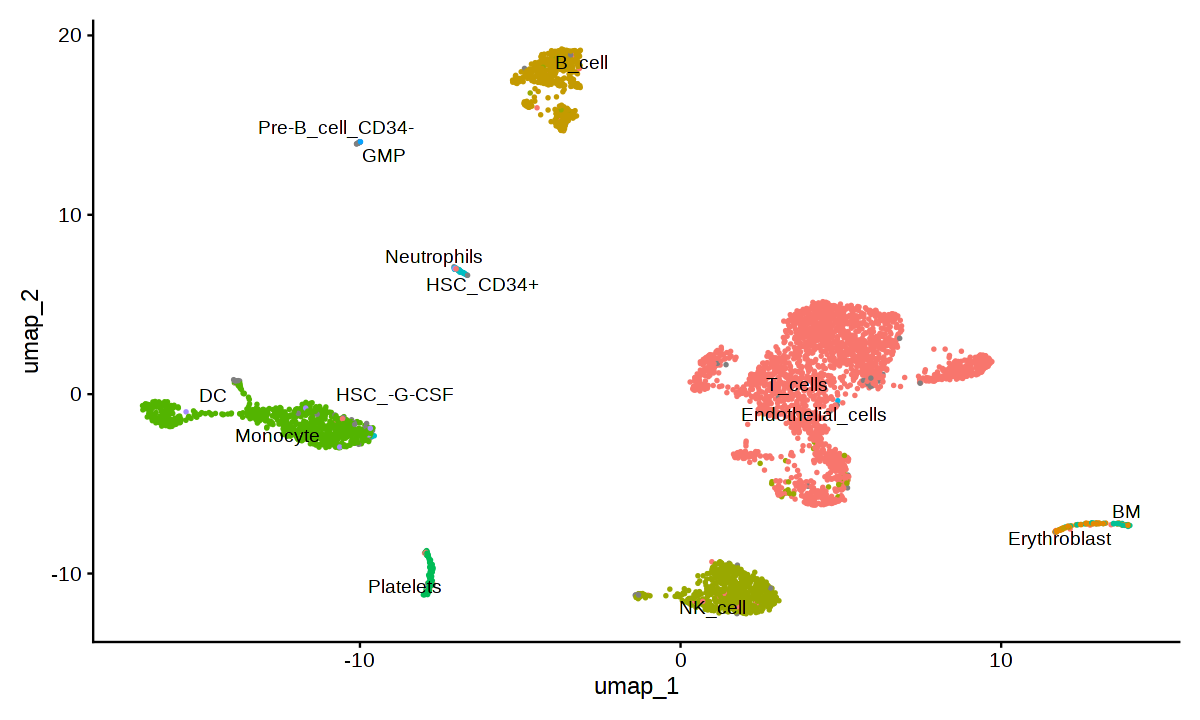 20
B_cell
Pre-B_cell_CD34-
GMP
10
Neutrophils
HSC_CD34+
umap_2
0
DC
HSC_-G-CSF
T_cells
Endothelial_cells
Monocyte
BM
Erythroblast
-10
Platelets
NK_cell
-10
0
10
umap_1